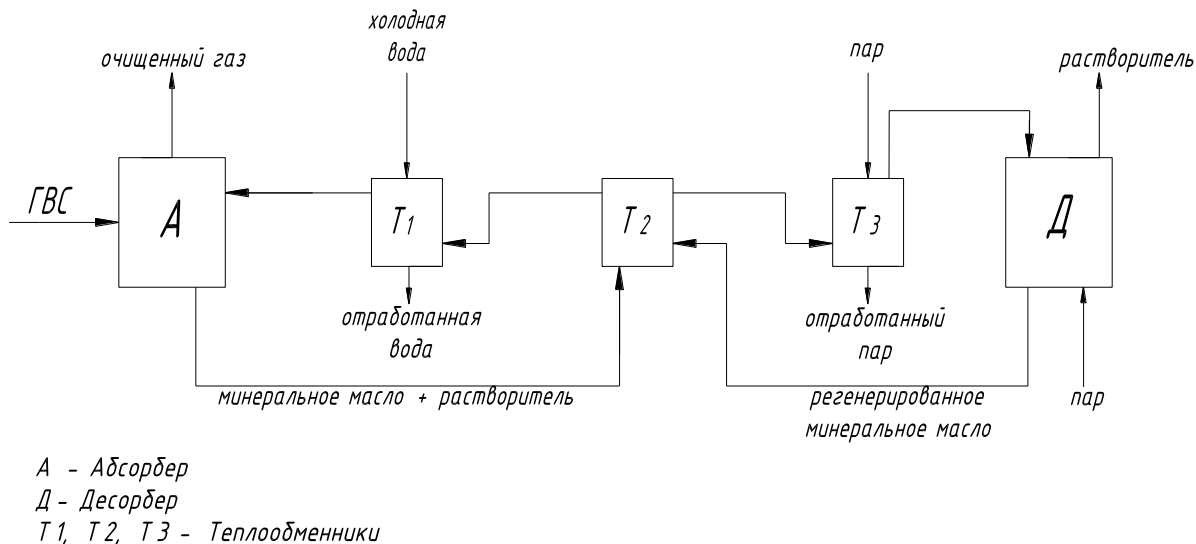 холодная
вода
очищенный газ
пар
растворитель
ГВС
А
Т1
Т2
Т3
Д
отработанная
вода
отработанный
пар
минеральное масло + растворитель
регенерированное
минеральное масло
пар
А - Абсорбер
Д - Десорбер
Т1, Т2, Т3 - Теплообменники